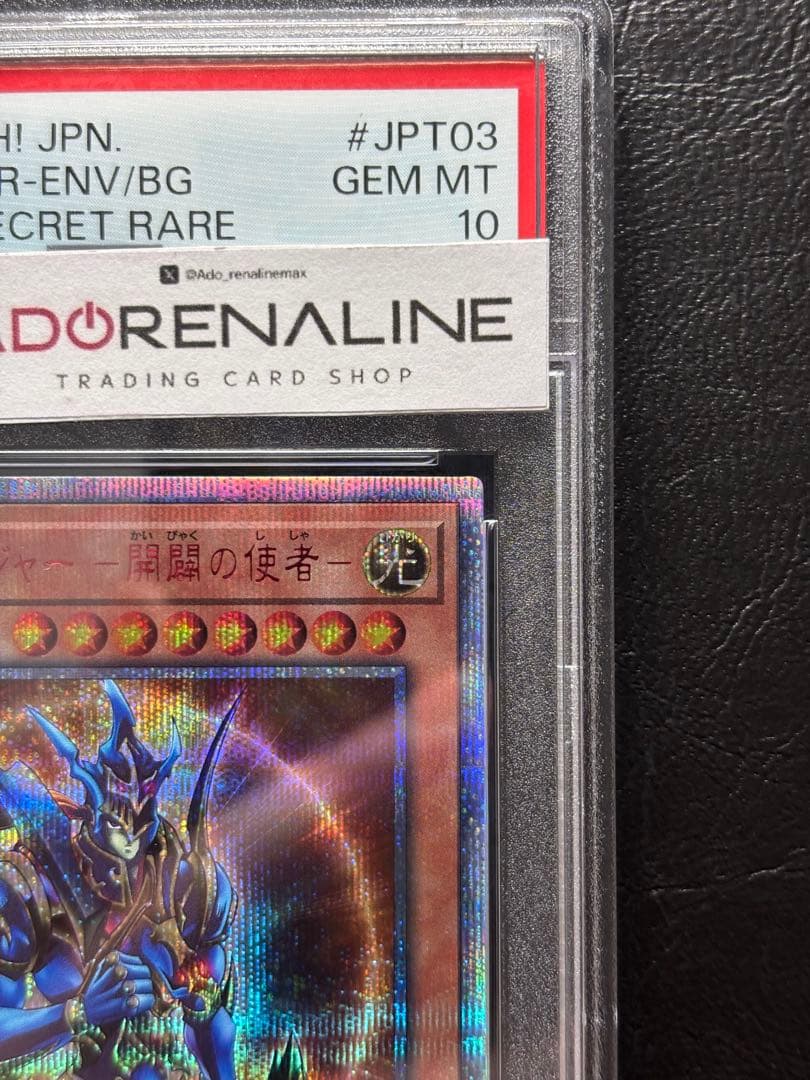 H! JPN. #JPT03
R-ENV/BG GEM MT
ECRET RARE 10
@Ado_renalinemax
ADORENALINE
TRADING CARD SHOP
かい びゃく し しゃ
ジャー －開闢の使者－
光